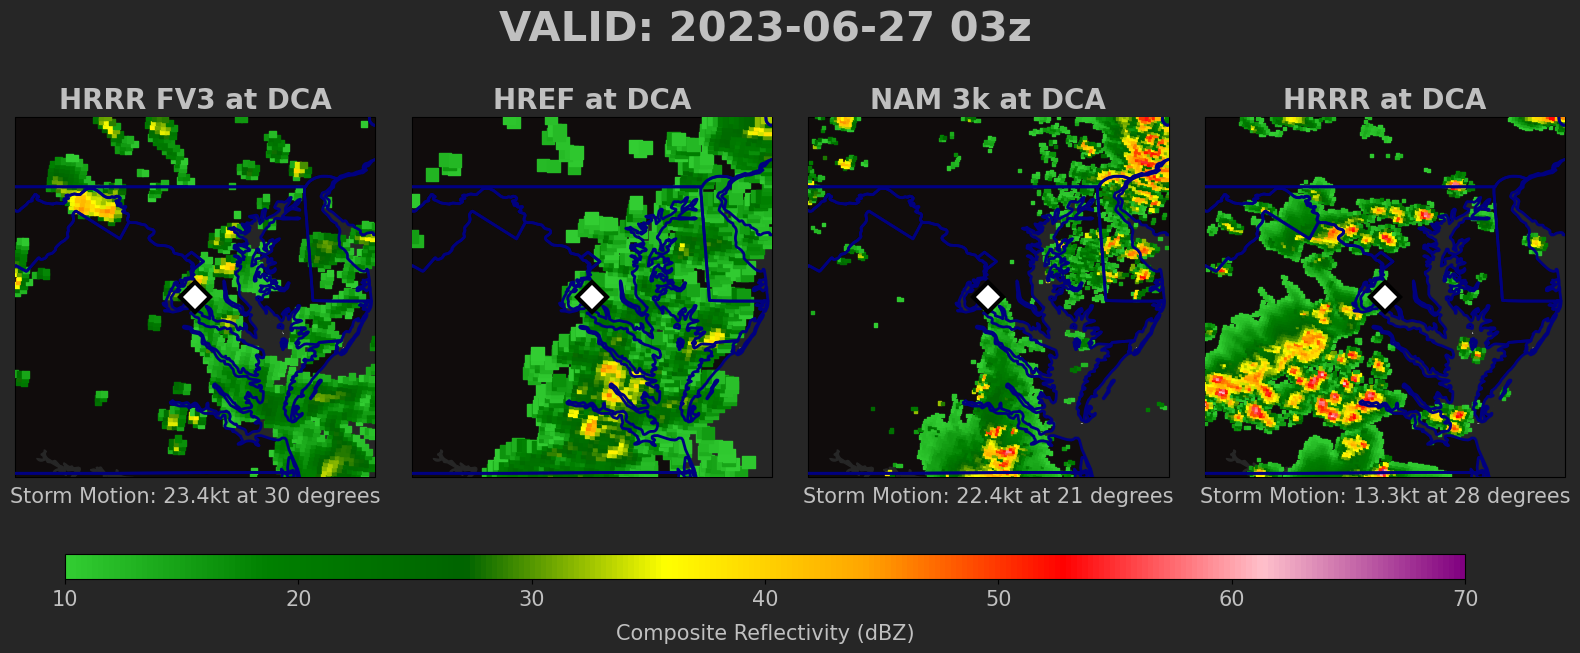 VALID: 2023-06-27 03z
HRRR FV3 at DCA
HREF at DCA
NAM 3k at DCA
HRRR at DCA
Storm Motion: 23.4kt at 30 degrees
Storm Motion: 22.4kt at 21 degrees
Storm Motion: 13.3kt at 28 degrees
10 20 30 40 50 60 70
Composite Reflectivity (dBZ)